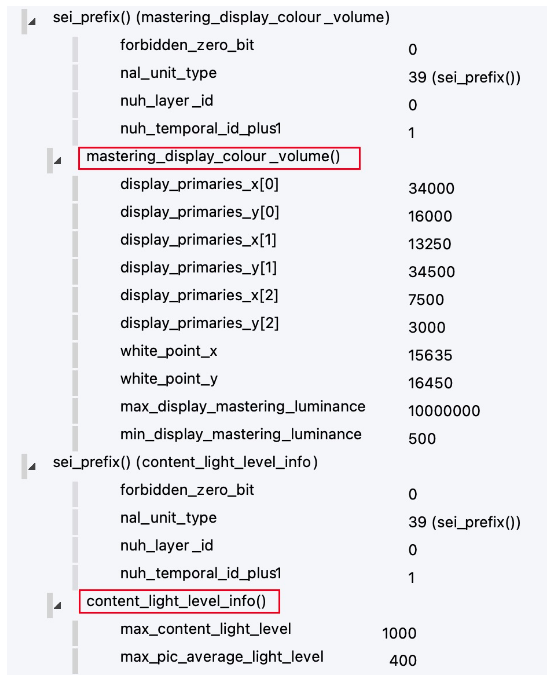 sei_prefix() (mastering_display_colour_volume)
forbidden_zero_bit 0
nal_unit_type 39 (sei_prefix())
nuh_layer_id 0
nuh_temporal_id_plus1 1
mastering_display_colour_volume()
display_primaries_x[0] 34000
display_primaries_y[0] 16000
display_primaries_x[1] 13250
display_primaries_y[1] 34500
display_primaries_x[2] 7500
display_primaries_y[2] 3000
white_point_x 15635
white_point_y 16450
max_display_mastering_luminance 10000000
min_display_mastering_luminance 500
sei_prefix() (content_light_level_info)
forbidden_zero_bit 0
nal_unit_type 39 (sei_prefix())
nuh_layer_id 0
nuh_temporal_id_plus1 1
content_light_level_info()
max_content_light_level 1000
max_pic_average_light_level 400